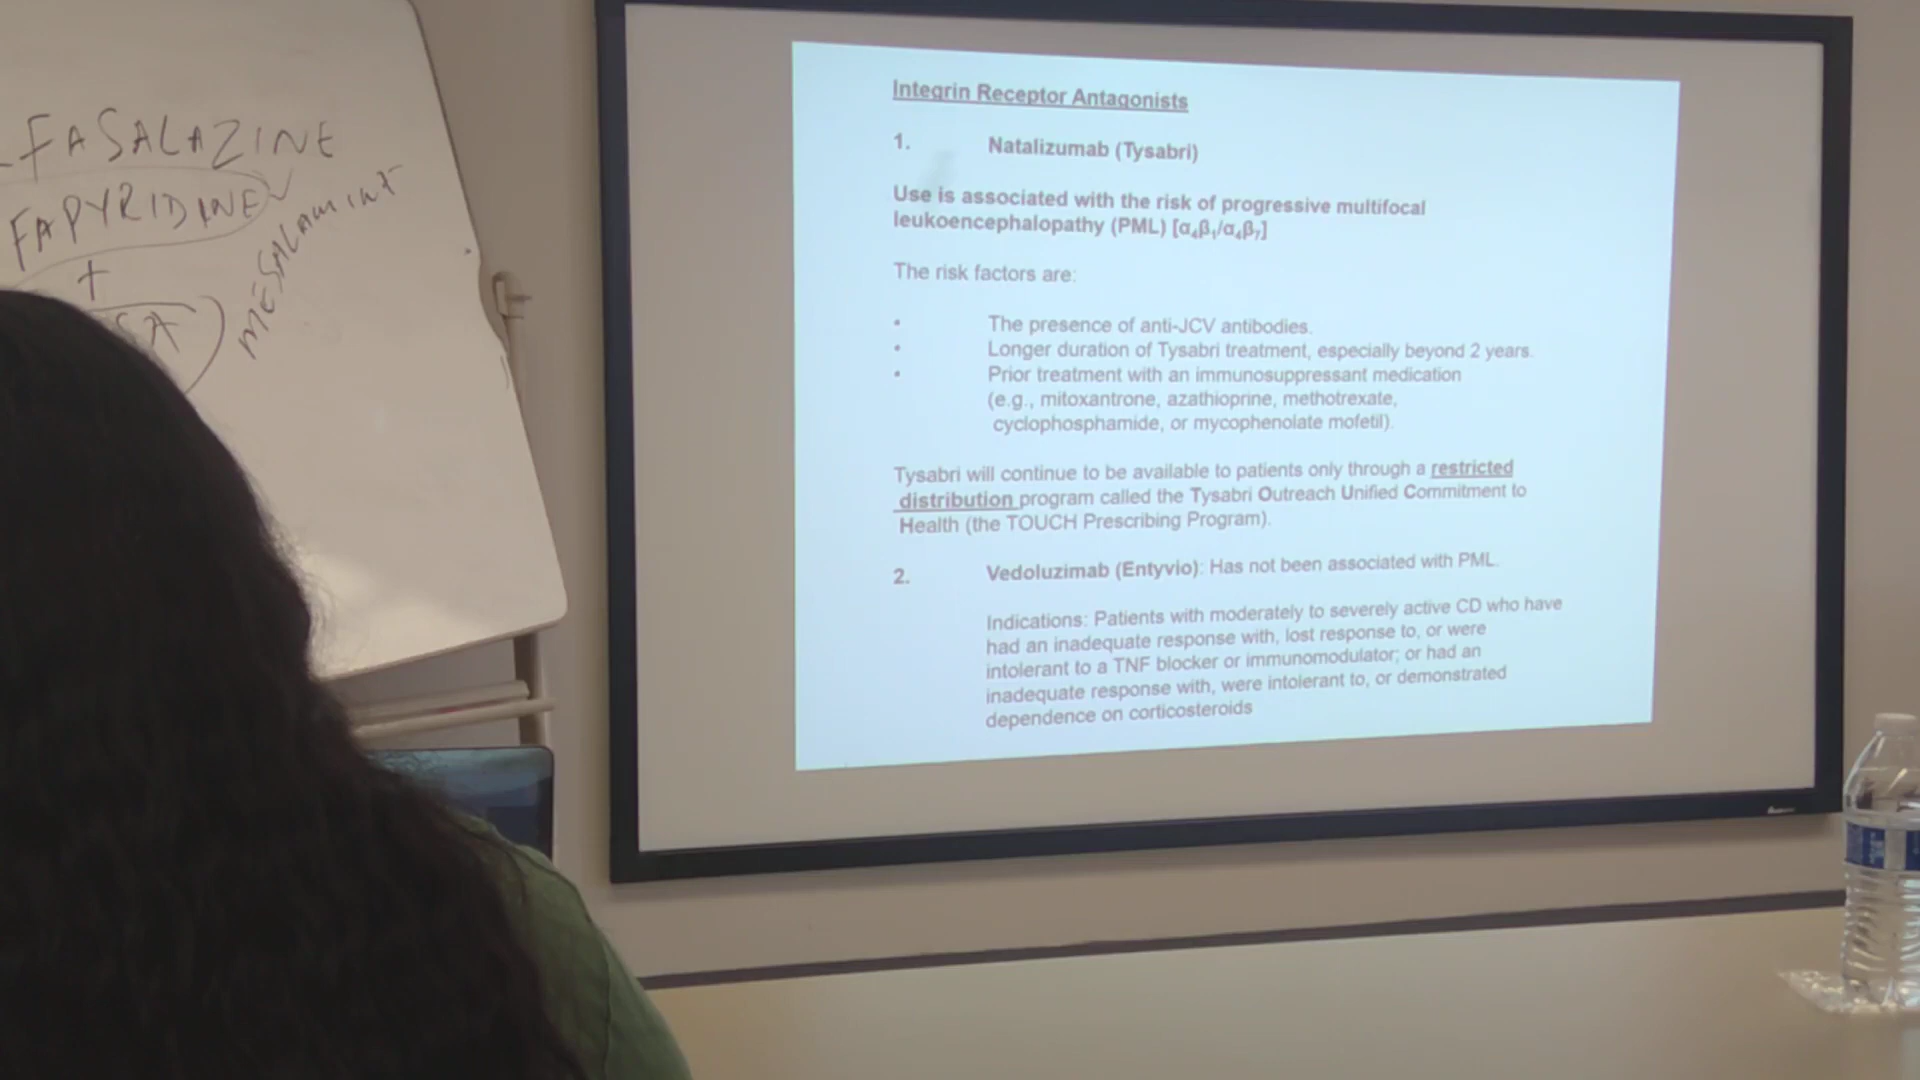 FASALAZINE
FAPYRIDINE
+
SA
MESALAMINE
Integrin Receptor Antagonists
1. Natalizumab (Tysabri)
Use is associated with the risk of progressive multifocal
leukoencephalopathy (PML) [α₄β₁/α₄β₇]
The risk factors are:
• The presence of anti-JCV antibodies.
• Longer duration of Tysabri treatment, especially beyond 2 years.
• Prior treatment with an immunosuppressant medication
(e.g., mitoxantrone, azathioprine, methotrexate,
cyclophosphamide, or mycophenolate mofetil).
Tysabri will continue to be available to patients only through a restricted
distribution program called the Tysabri Outreach Unified Commitment to
Health (the TOUCH Prescribing Program).
2. Vedoluzimab (Entyvio): Has not been associated with PML.
Indications: Patients with moderately to severely active CD who have
had an inadequate response with, lost response to, or were
intolerant to a TNF blocker or immunomodulator; or had an
inadequate response with, were intolerant to, or demonstrated
dependence on corticosteroids